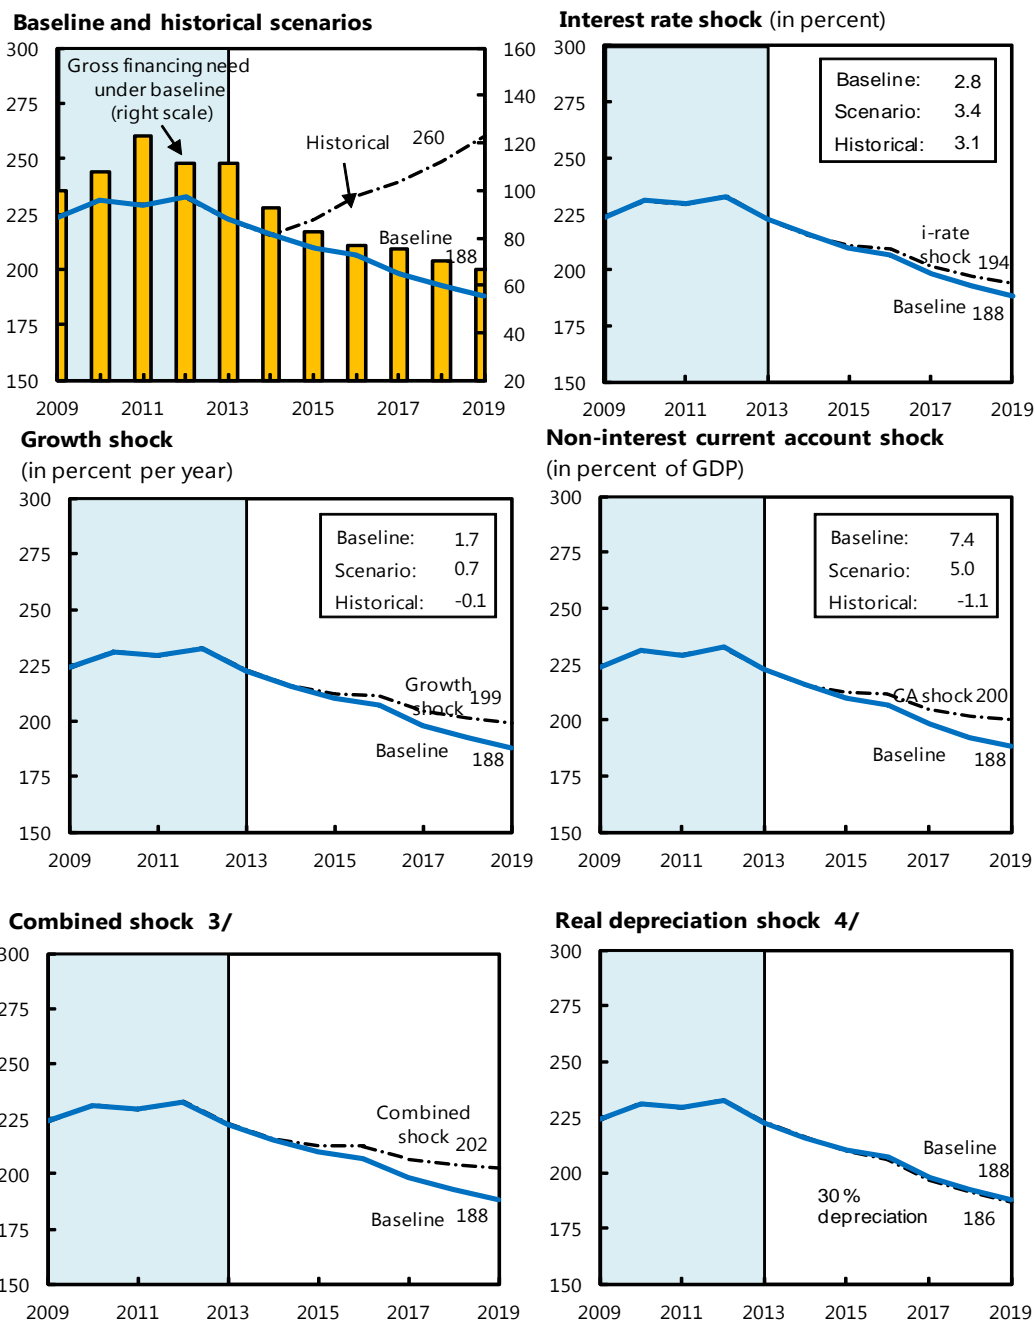 Baseline and historical scenarios
300
275
250
225
200
175
150
160
140
120
100
80
60
40
20
Gross financing need
under baseline
(right scale)
Historical
260
Baseline
188
2009
2011
2013
2015
2017
2019
Interest rate shock (in percent)
300
275
250
225
200
175
150
Baseline: 2.8
Scenario: 3.4
Historical: 3.1
i-rate
shock 194
Baseline 188
2009
2011
2013
2015
2017
2019
Growth shock
(in percent per year)
300
275
250
225
200
175
150
Baseline: 1.7
Scenario: 0.7
Historical: -0.1
Growth
shock 199
Baseline
188
2009
2011
2013
2015
2017
2019
Non-interest current account shock
(in percent of GDP)
300
275
250
225
200
175
150
Baseline: 7.4
Scenario: 5.0
Historical: -1.1
CA shock 200
Baseline
188
2009
2011
2013
2015
2017
2019
Combined shock 3/
300
275
250
225
200
175
150
Combined
shock 202
Baseline 188
2009
2011
2013
2015
2017
2019
Real depreciation shock 4/
300
275
250
225
200
175
150
Baseline
188
30 %
depreciation
186
2009
2011
2013
2015
2017
2019